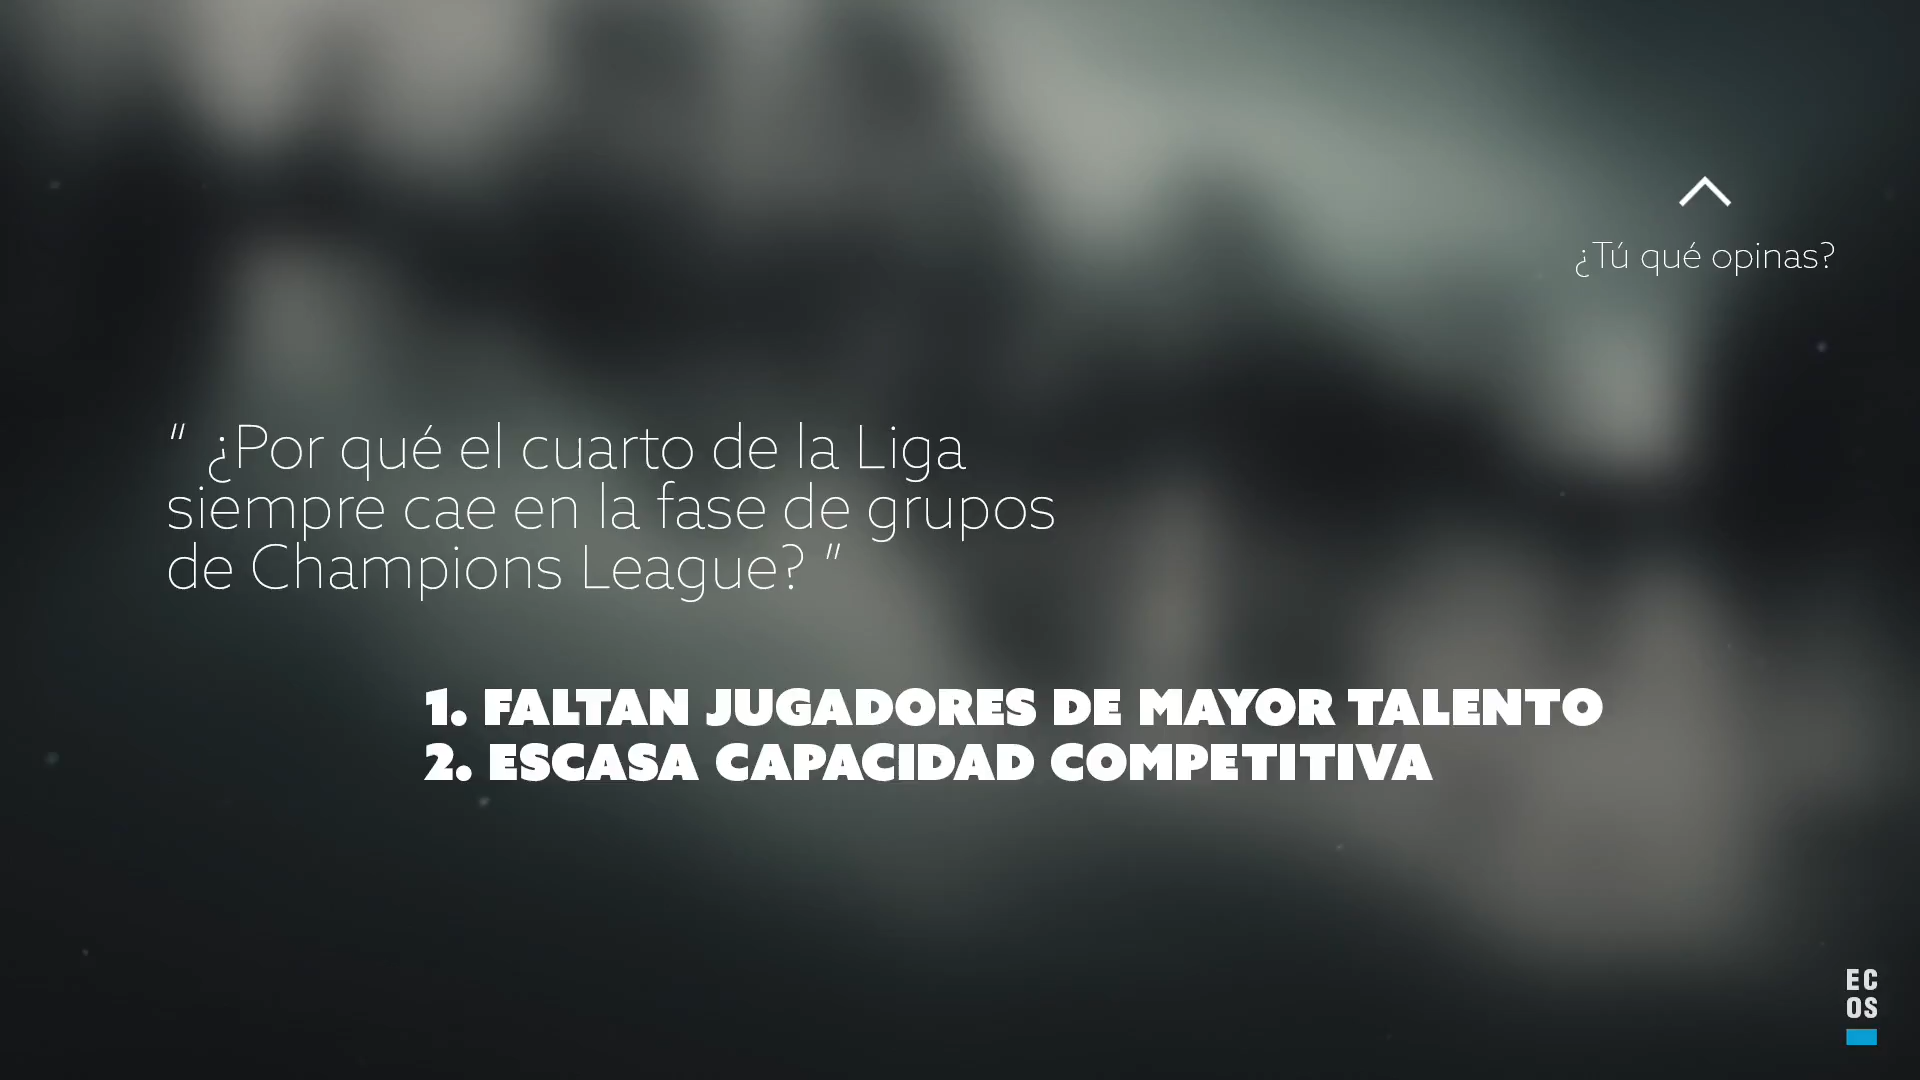 ¿Tú qué opinas?
“ ¿Por qué el cuarto de la Liga
siempre cae en la fase de grupos
de Champions League? ”
1. FALTAN JUGADORES DE MAYOR TALENTO
2. ESCASA CAPACIDAD COMPETITIVA
EC
OS